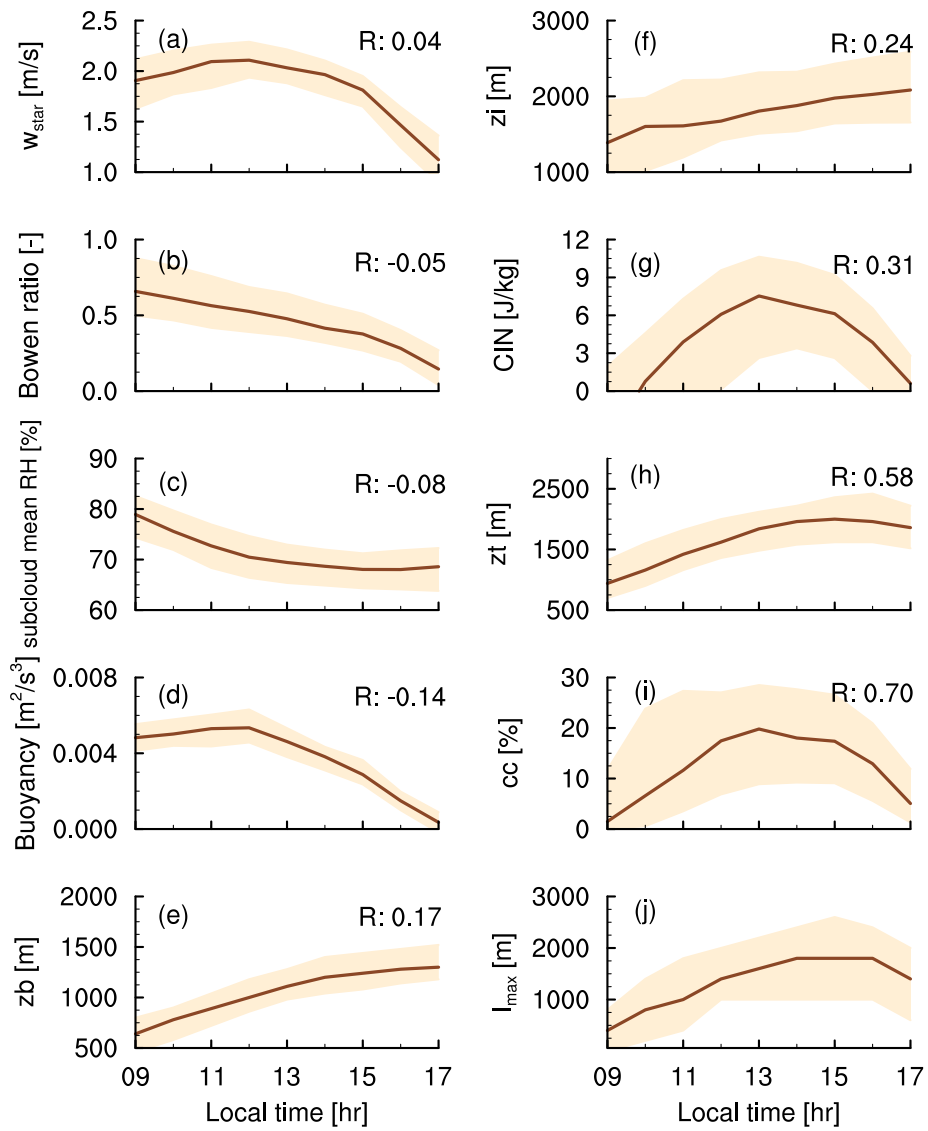 w_star [m/s]
2.5
2.0
1.5
1.0
(a)
R: 0.04
zi [m]
3000
2000
1000
(f)
R: 0.24
Bowen ratio [-]
1.0
0.5
0.0
(b)
R: -0.05
CIN [J/kg]
12
9
6
3
0
(g)
R: 0.31
subcloud mean RH [%]
90
80
70
60
(c)
R: -0.08
zt [m]
2500
1500
500
(h)
R: 0.58
Buoyancy [m²/s³]
0.008
0.004
0.000
(d)
R: -0.14
cc [%]
30
20
10
0
(i)
R: 0.70
zb [m]
2000
1500
1000
500
(e)
R: 0.17
09 11 13 15 17
Local time [hr]
l_max [m]
3000
2000
1000
(j)
09 11 13 15 17
Local time [hr]